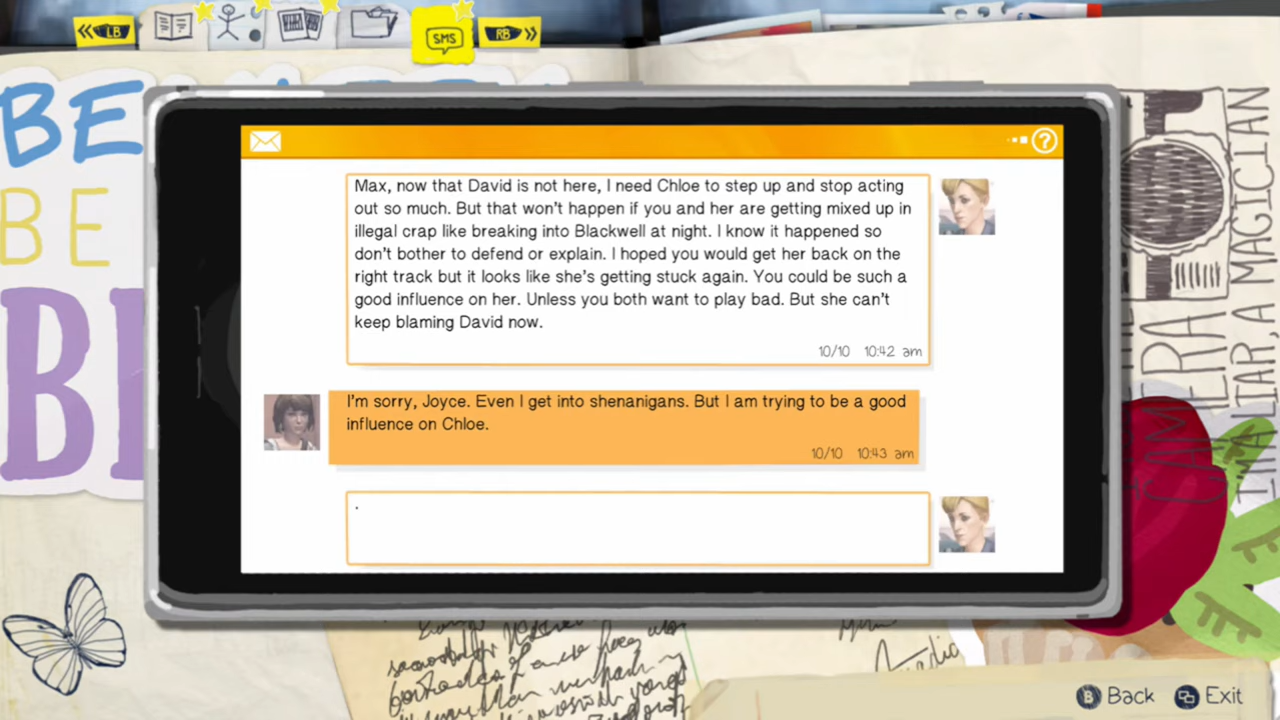 LB
SMS
RB
BE
BE
Max, now that David is not here, I need Chloe to step up and stop acting
out so much. But that won't happen if you and her are getting mixed up in
illegal crap like breaking into Blackwell at night. I know it happened so
don't bother to defend or explain. I hoped you would get her back on the
right track but it looks like she's getting stuck again. You could be such a
good influence on her. Unless you both want to play bad. But she can't
keep blaming David now.
10/10 10:42 am
I'm sorry, Joyce. Even I get into shenanigans. But I am trying to be a good
influence on Chloe.
10/10 10:43 am
.
CAMERA
LIAR, A MAGICIAN
B Back
Exit